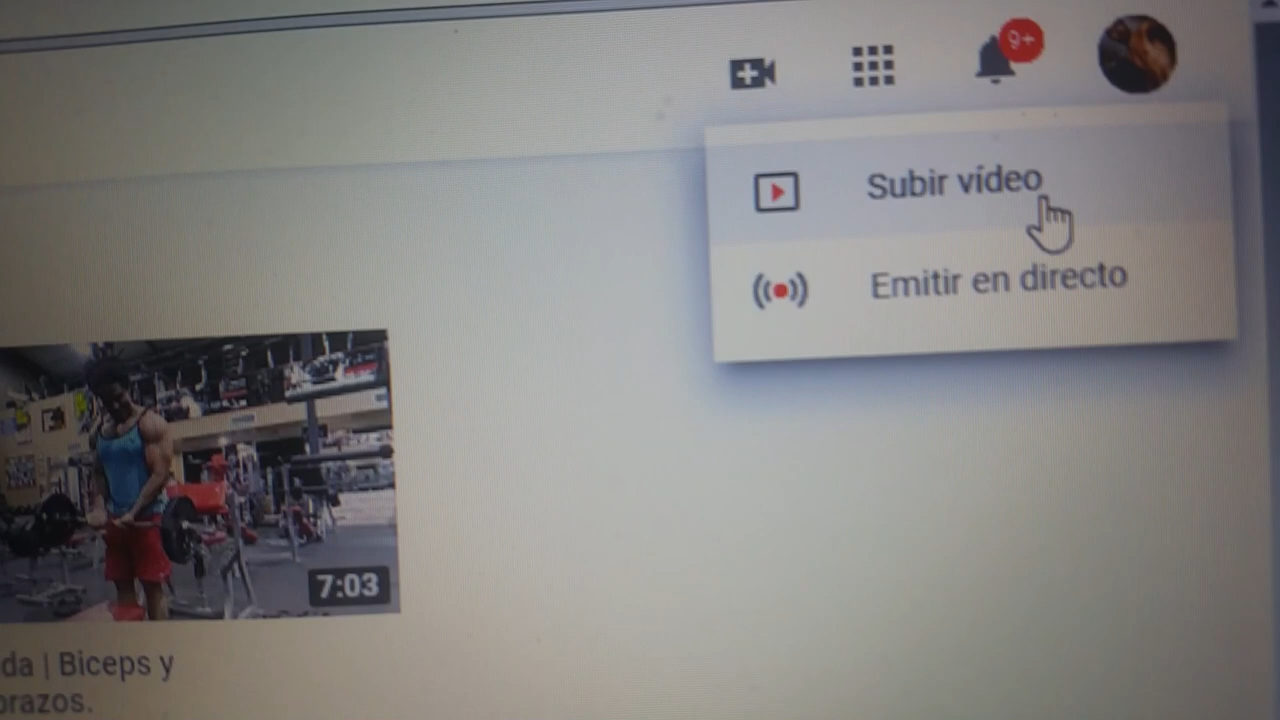 9+
Subir vídeo
Emitir en directo
7:03
da | Biceps y
brazos.